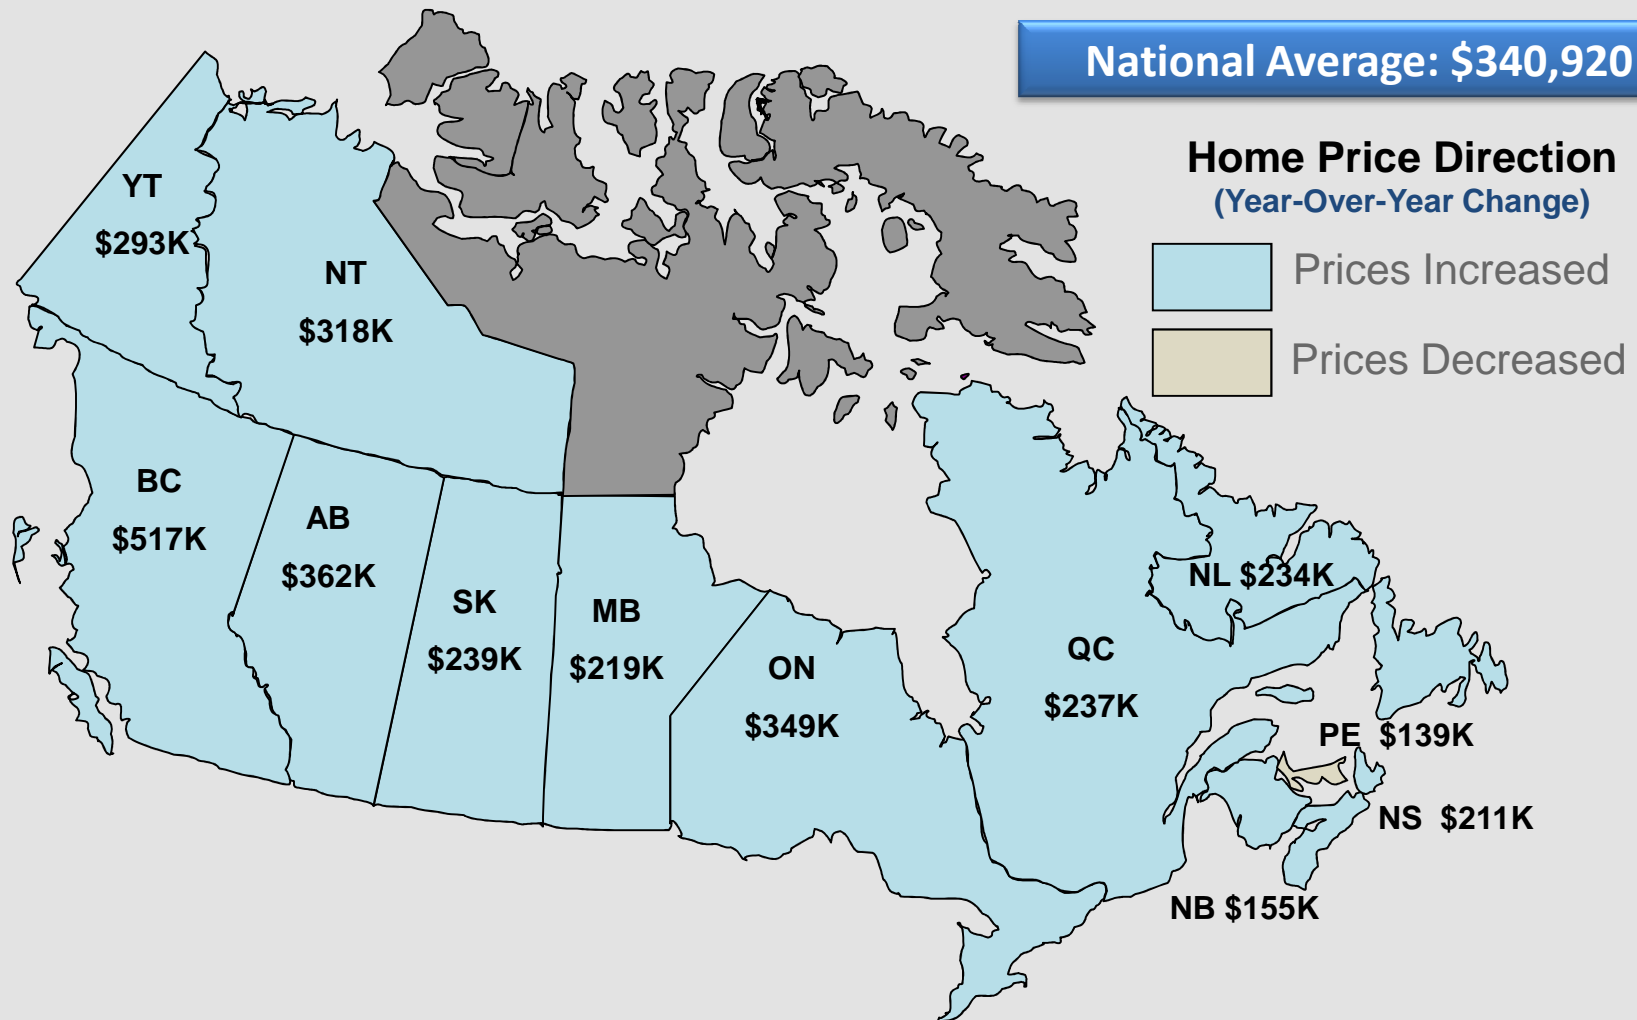 National Average: $340,920
Home Price Direction
(Year-Over-Year Change)
Prices Increased
Prices Decreased
YT
$293K
NT
$318K
BC
$517K
AB
$362K
SK
$239K
MB
$219K
ON
$349K
QC
$237K
NL $234K
PE $139K
NS $211K
NB $155K